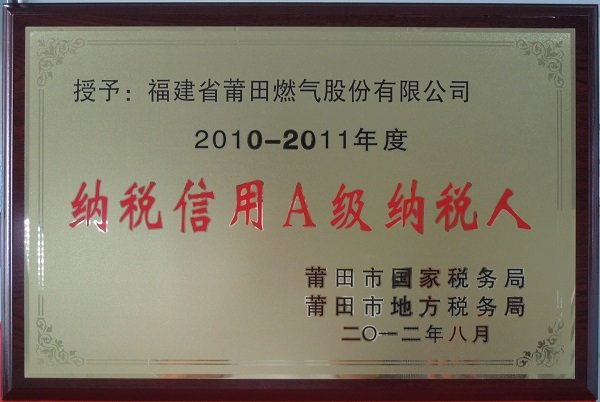 授予：福建省莆田燃气股份有限公司
2010-2011年度
纳税信用A级纳税人
莆田市国家税务局
莆田市地方税务局
二〇一二年八月